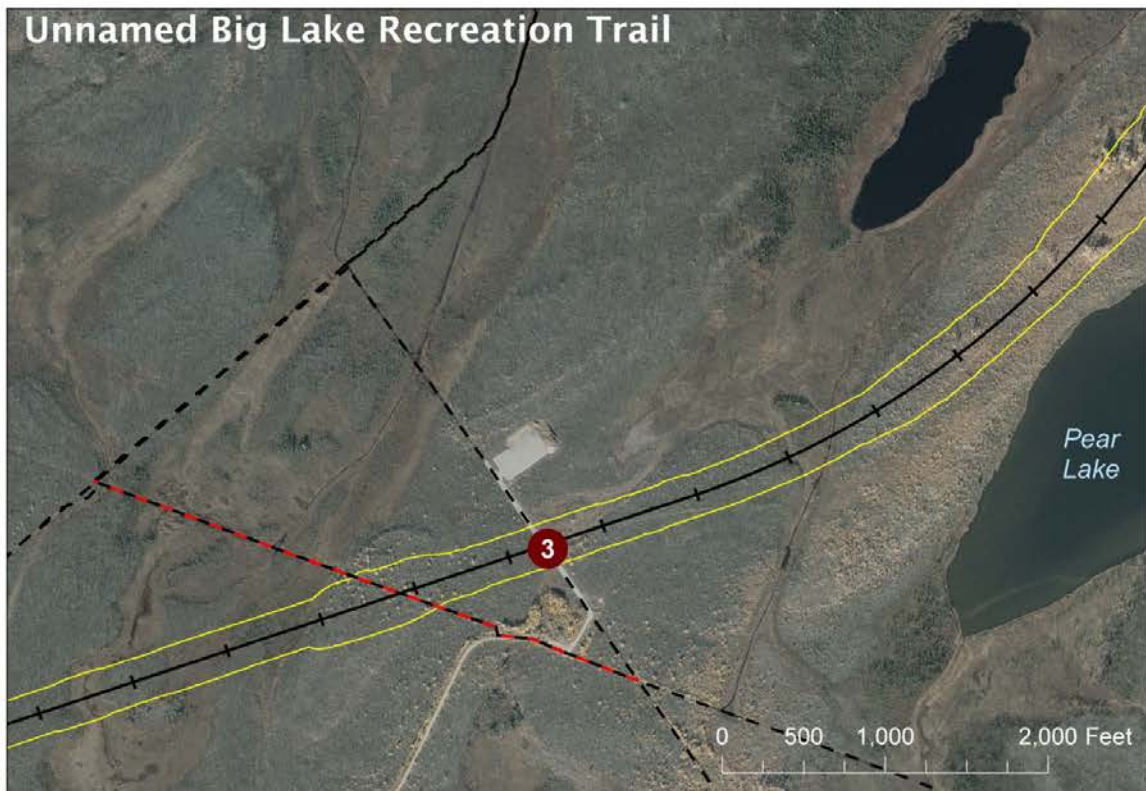 Unnamed Big Lake Recreation Trail
Pear
Lake
3
0 500 1,000 2,000 Feet